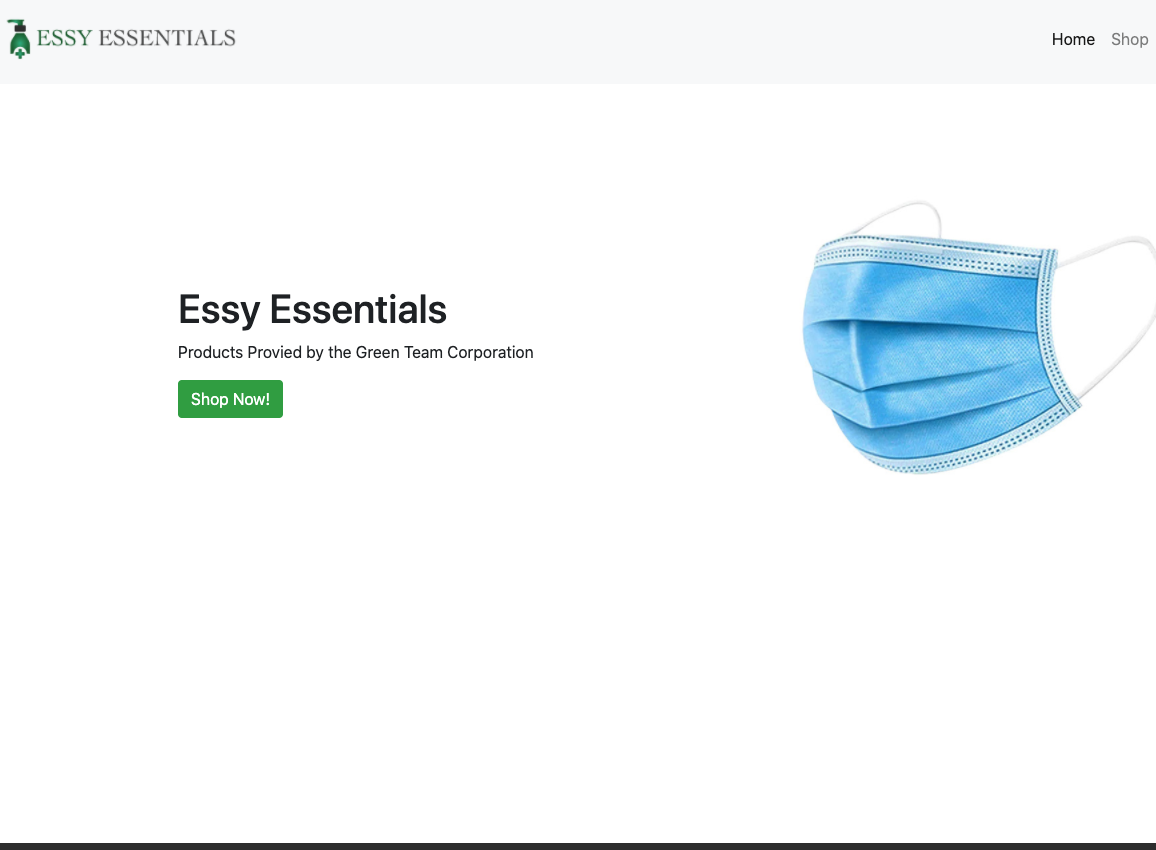 ESSY ESSENTIALS
Home Shop
Essy Essentials
Products Provied by the Green Team Corporation
Shop Now!